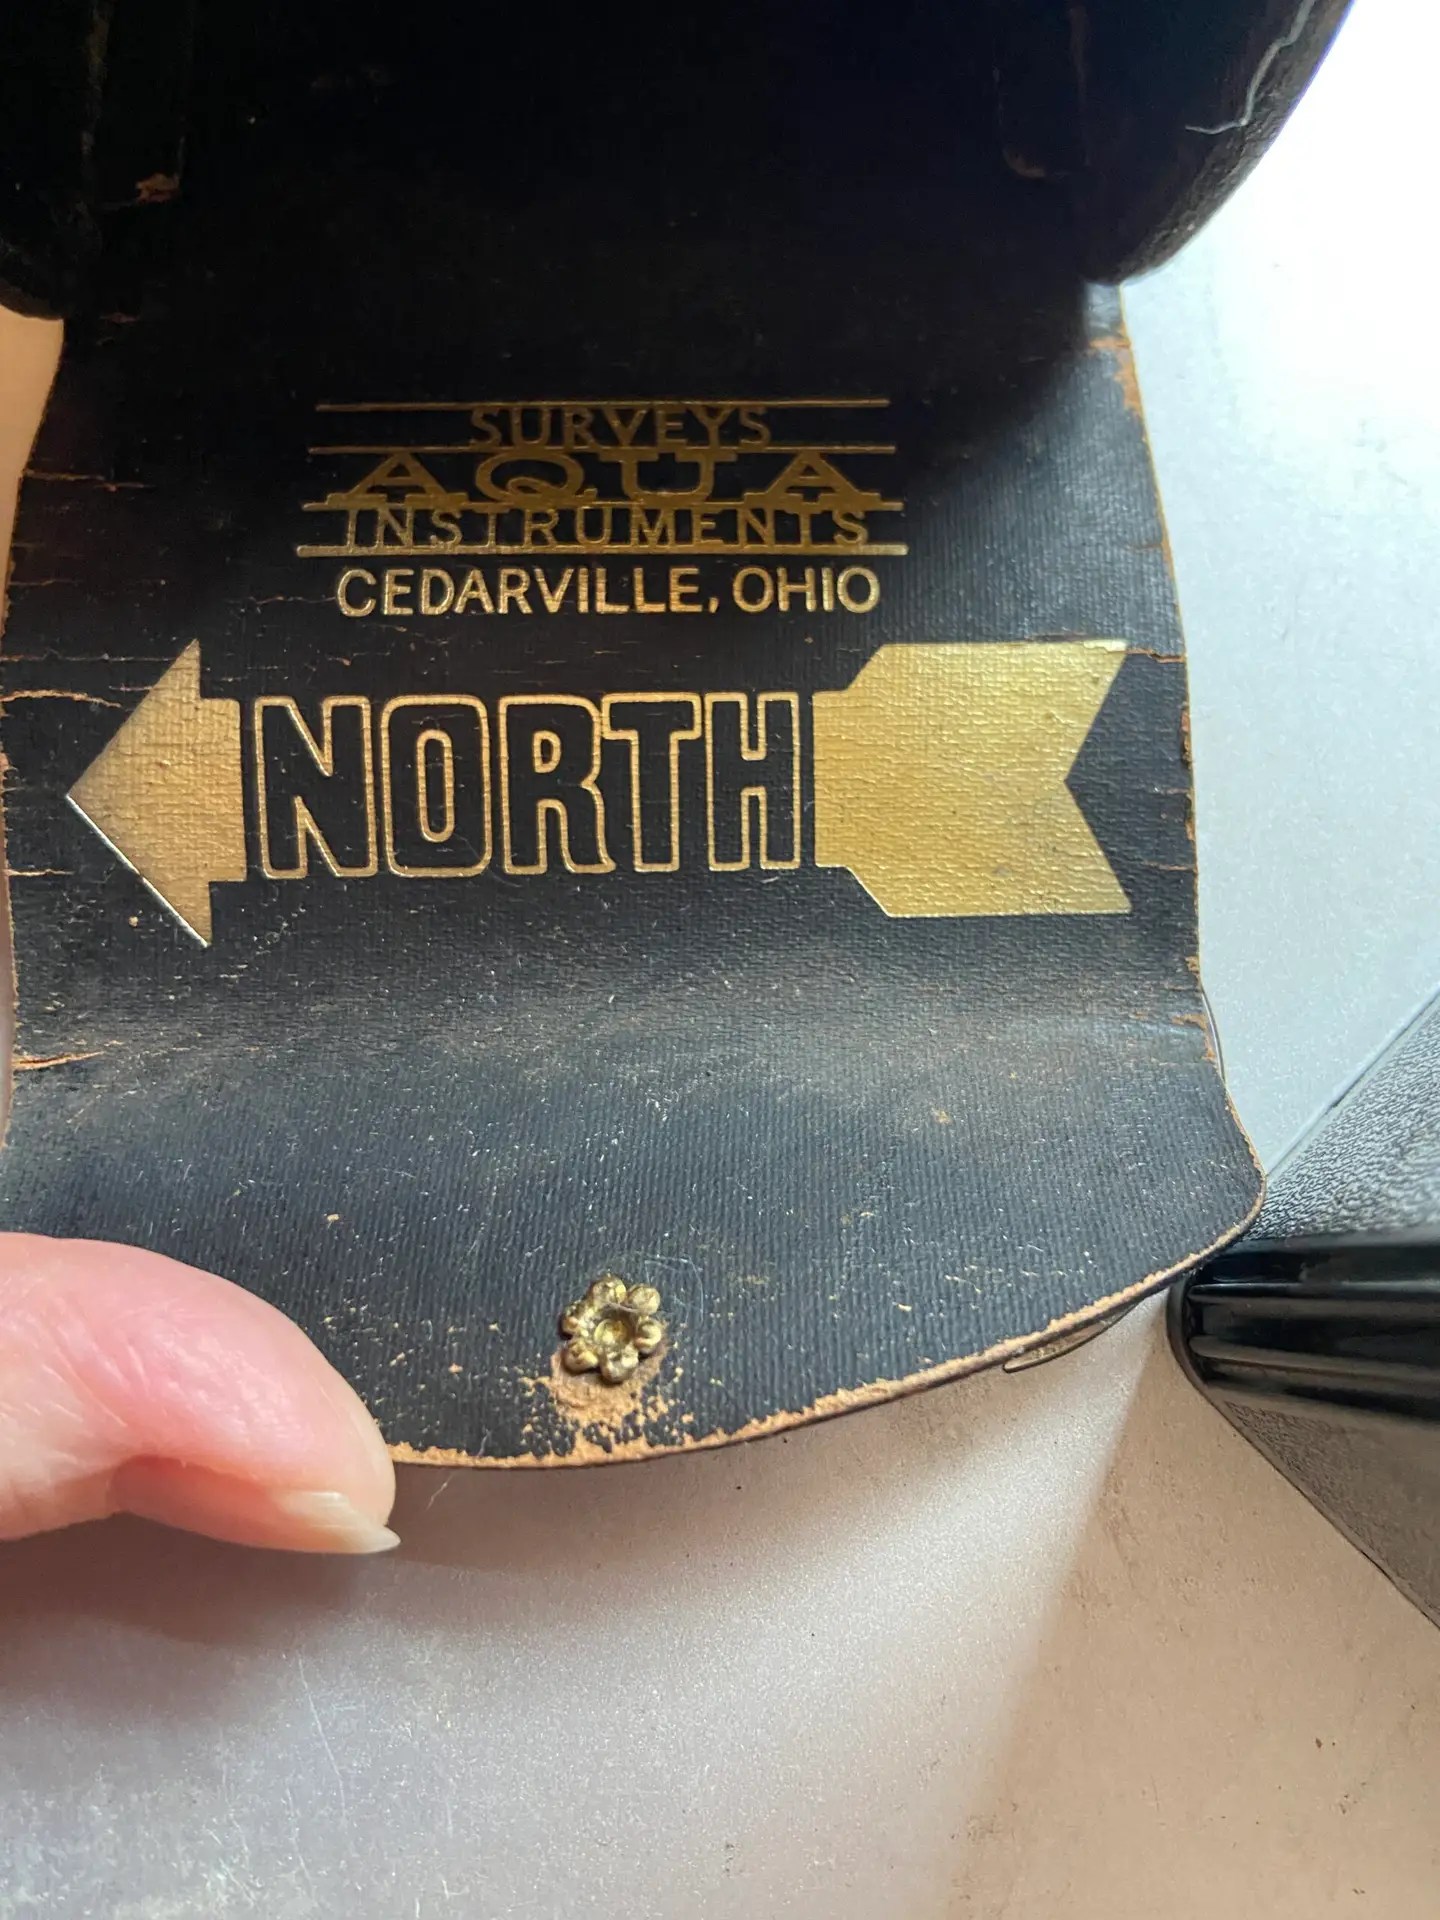 SURVEYS
AQUA
INSTRUMENTS
CEDARVILLE, OHIO
NORTH